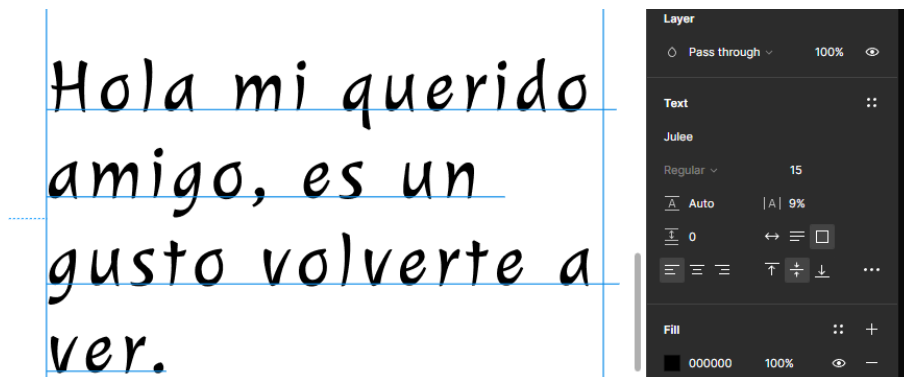 Hola mi querido
amigo, es un
gusto volverte a
ver.
Layer
Pass through 100%
Text
Julee
Regular 15
A Auto |A| 9%
0
Fill
000000 100%